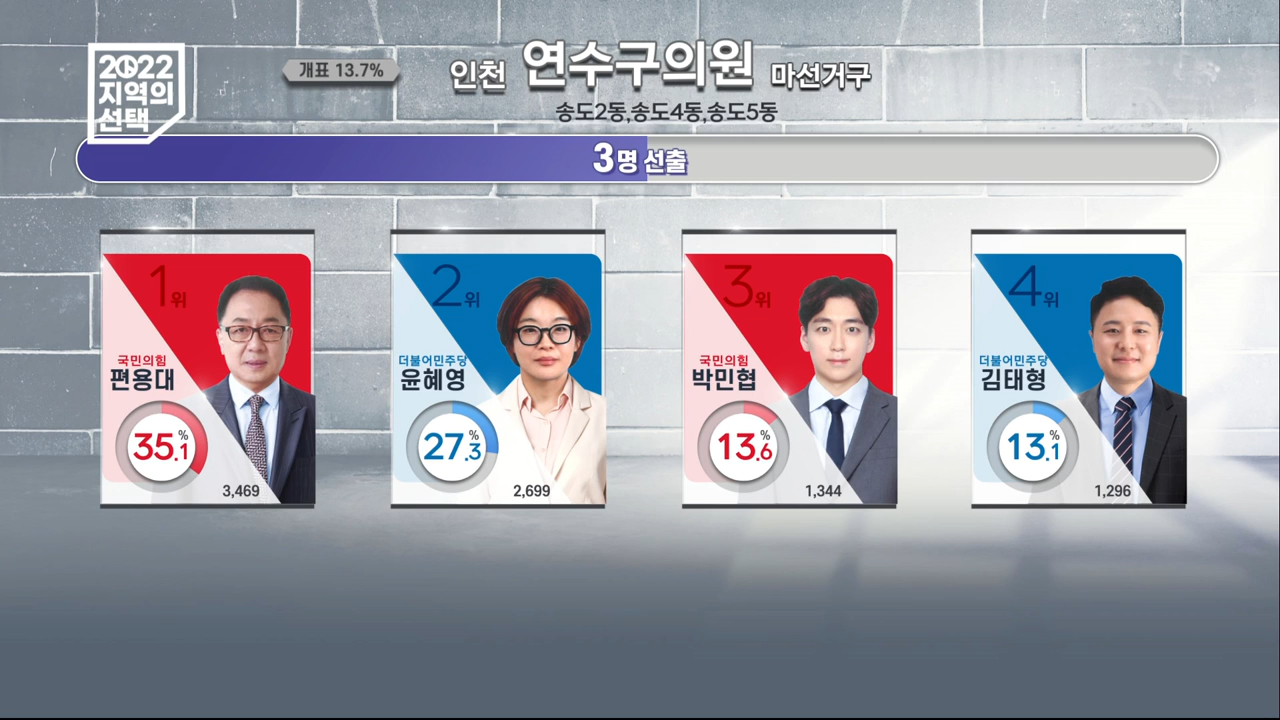 2022
지역의
선택
개표 13.7%
인천 연수구의원 마선거구
송도2동,송도4동,송도5동
3명 선출
1위
국민의힘
편용대
35.1%
3,469
2위
더불어민주당
윤혜영
27.3%
2,699
3위
국민의힘
박민협
13.6%
1,344
4위
더불어민주당
김태형
13.1%
1,296